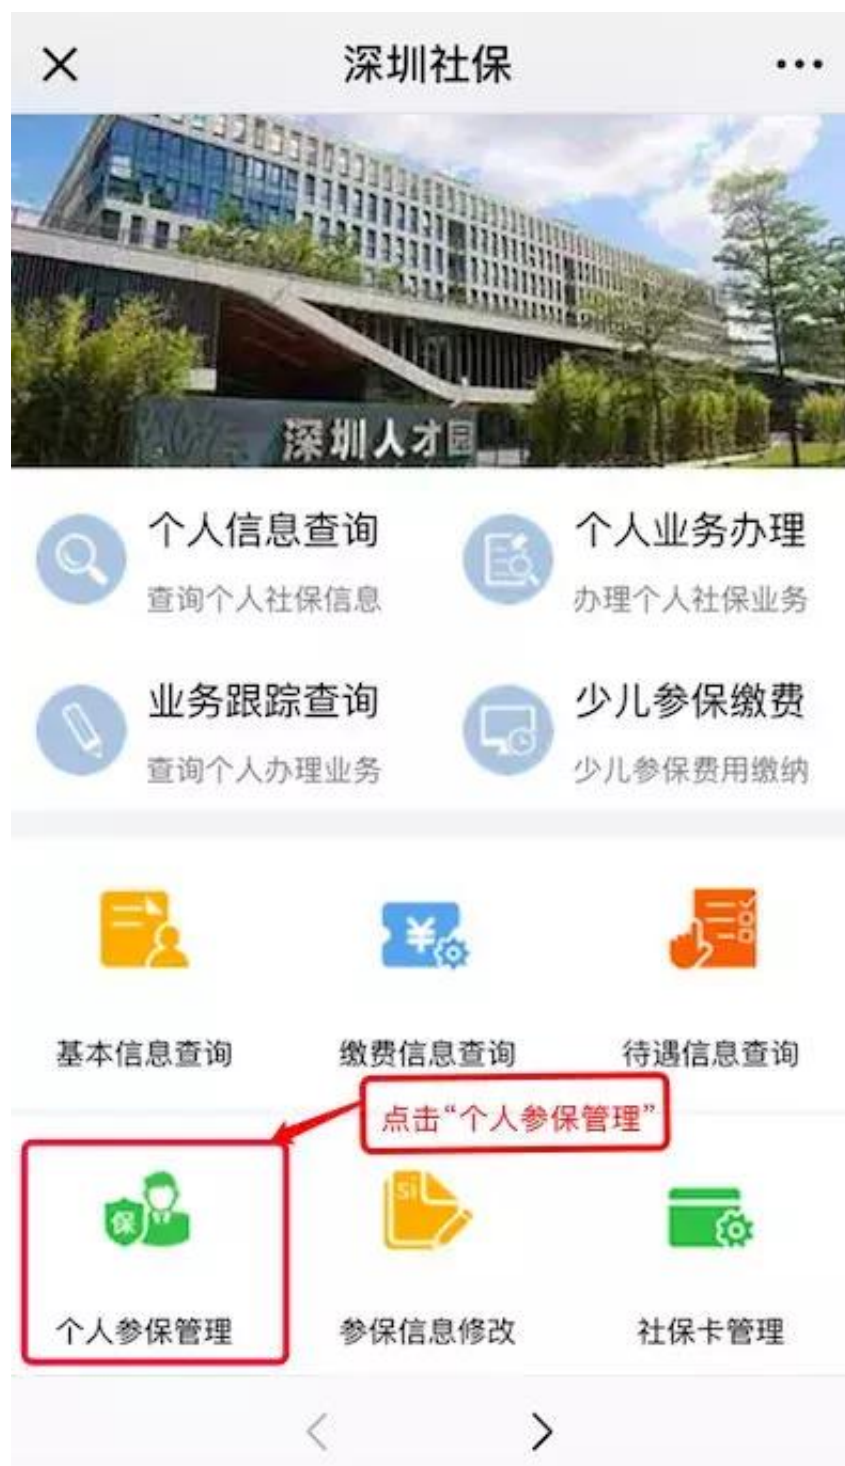 深圳社保
深圳人才园
个人信息查询
查询个人社保信息
个人业务办理
办理个人社保业务
业务跟踪查询
查询个人办理业务
少儿参保缴费
少儿参保费用缴纳
¥
基本信息查询
缴费信息查询
待遇信息查询
点击“个人参保管理”
保
Si
个人参保管理
参保信息修改
社保卡管理